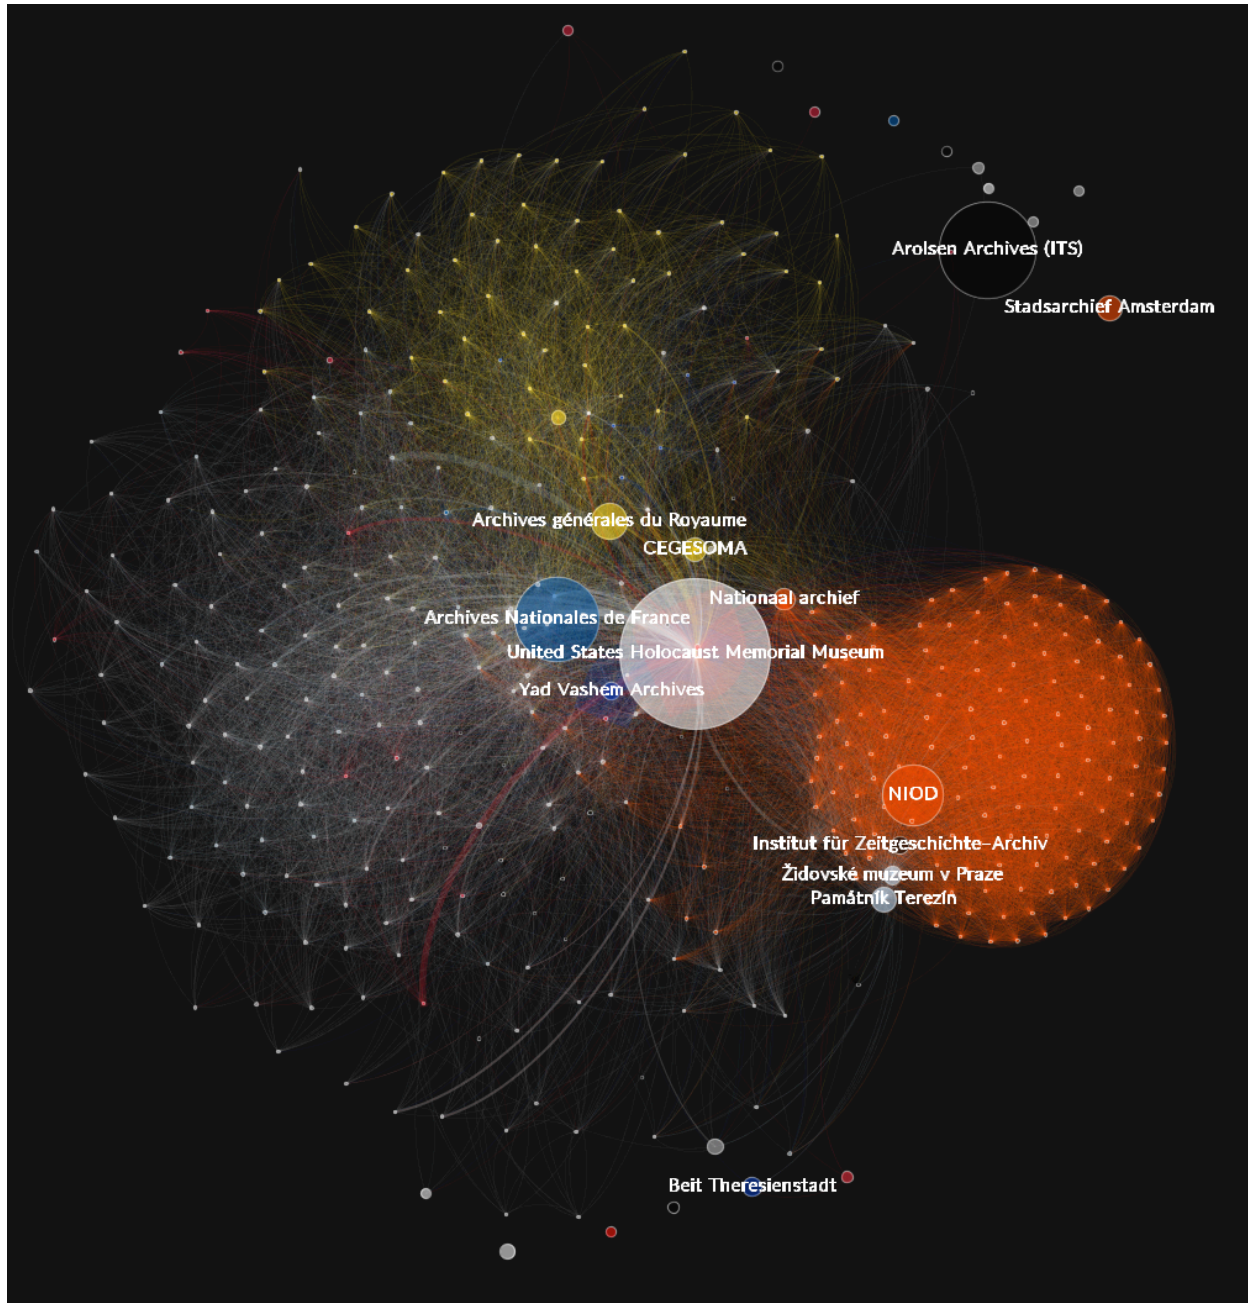 Arolsen Archives (ITS)
Stadsarchief Amsterdam
Archives générales du Royaume
CEGESOMA
Nationaal archief
Archives Nationales de France
United States Holocaust Memorial Museum
Yad Vashem Archives
NIOD
Institut für Zeitgeschichte-Archiv
Židovské muzeum v Praze
Památník Terezín
Beit Theresienstadt